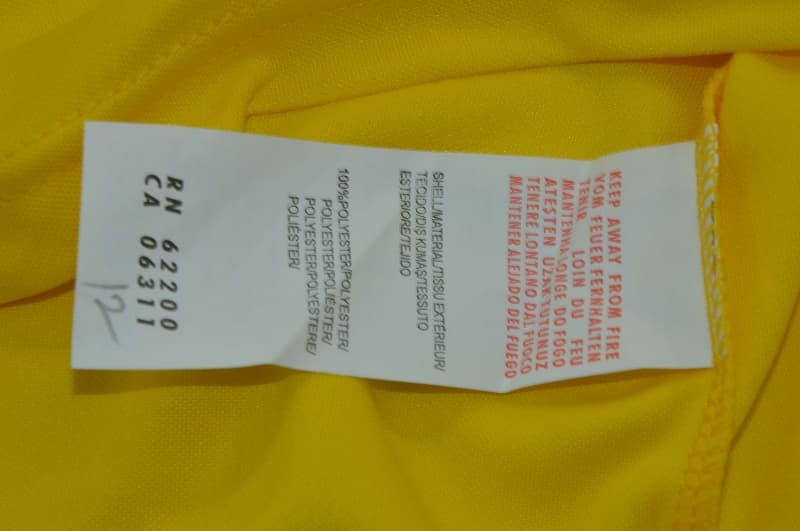 KEEP AWAY FROM FIRE
VOM FEUER FERNHALTEN
TENIR LOIN DU FEU
MANTENHA LONGE DO FOGO
ATEŞTEN UZAK TUTUNUZ
TENERE LONTANO DAL FUOCO
MANTENER ALEJADO DEL FUEGO
SHELL/MATERIAL/TISSU EXTÉRIEUR/
TECIDO/DIŞ KUMAŞ/TESSUTO
ESTERIORE/TEJIDO
100%POLYESTER/POLYESTER/
POLYESTER/POLIÉSTER/
POLYESTER/POLYESTERE/
POLIÉSTER/
RN 62200
CA 06311
12